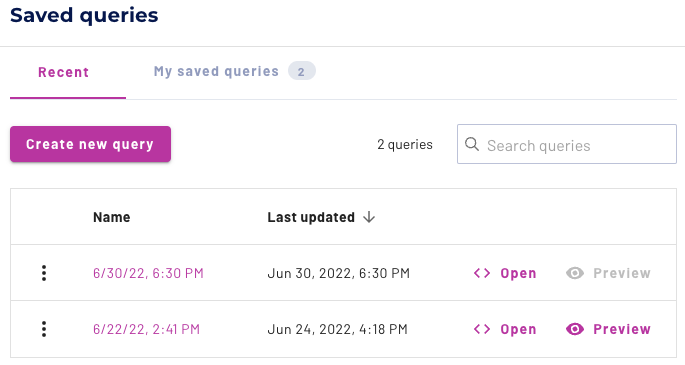 Saved queries
Recent My saved queries 2
Create new query 2 queries Search queries
Name Last updated
6/30/22, 6:30 PM Jun 30, 2022, 6:30 PM Open Preview
6/22/22, 2:41 PM Jun 24, 2022, 4:18 PM Open Preview